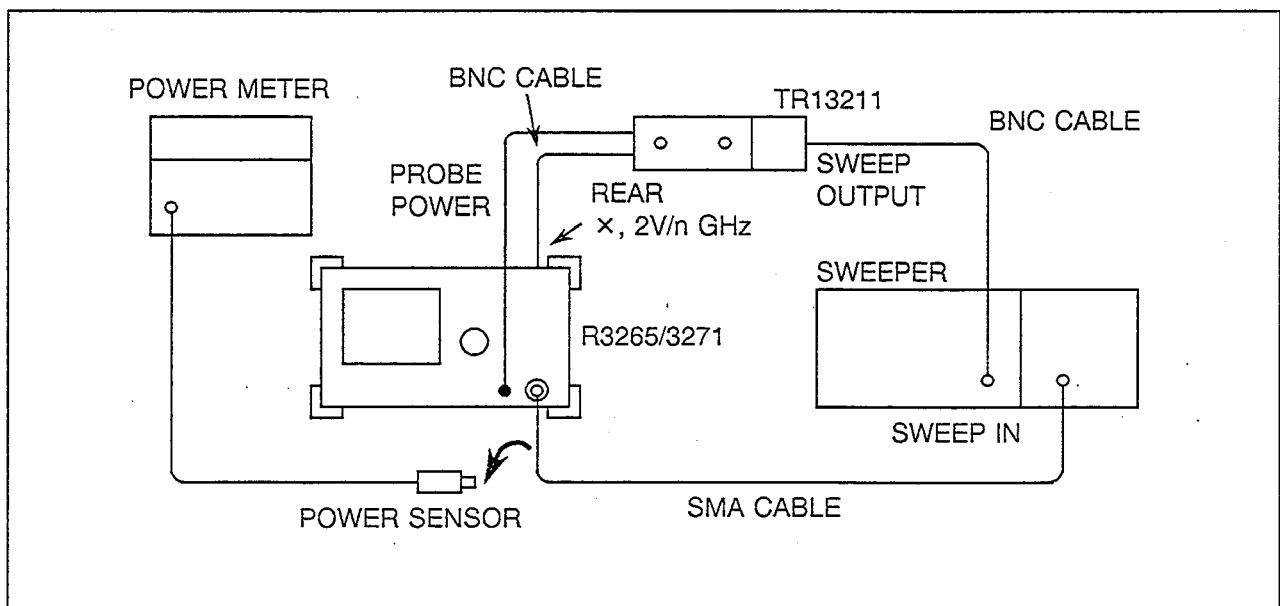 POWER METER
BNC CABLE
TR13211
BNC CABLE
PROBE
POWER
REAR
×, 2V/n GHz
SWEEP
OUTPUT
SWEEPER
R3265/3271
SWEEP IN
POWER SENSOR
SMA CABLE